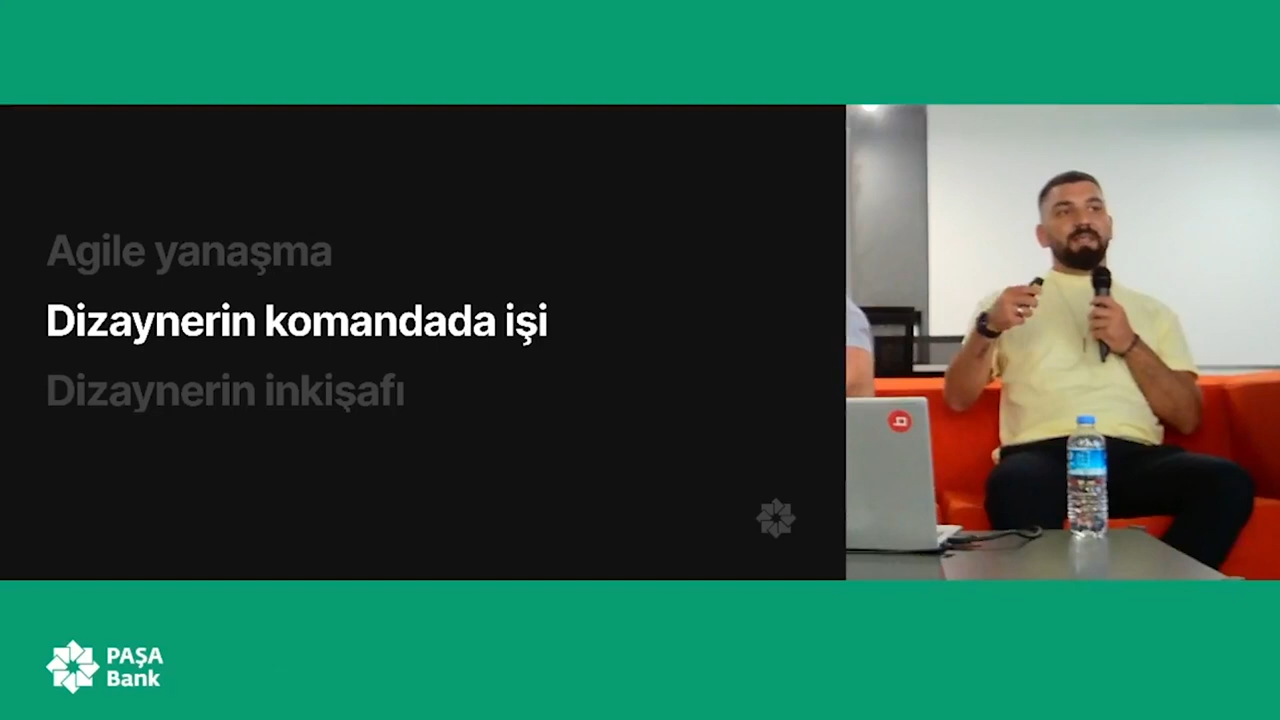 Agile yanaşma
Dizaynerin komandada işi
Dizaynerin inkişafı
PAŞA
Bank